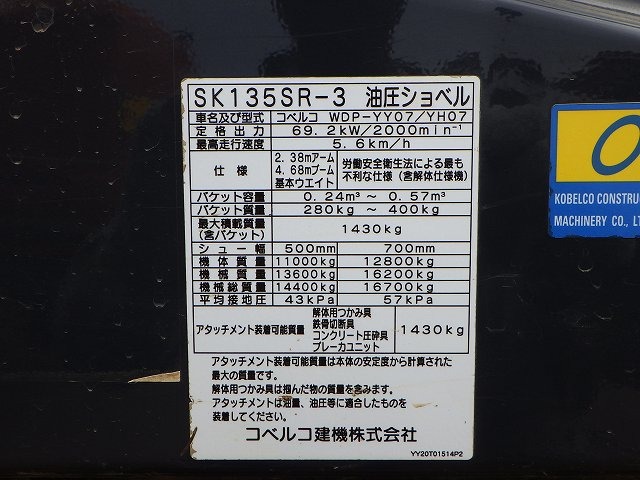 SK135SR-3 油圧ショベル
車名及び型式 コベルコ WDP-YY07/YH07
定格出力 69.2kW/2000min⁻¹
最高走行速度 5.6km/h
仕様 2.38mアーム 4.68mブーム 基本ウエイト 労働安全衛生法による最も不利な仕様(含解体仕様機)
バケット容量 0.24m³ ～ 0.57m³
バケット質量 280kg ～ 400kg
最大積載質量(含バケット) 1430kg
シュー幅 500mm 700mm
機体質量 11000kg 12800kg
機械質量 13600kg 16200kg
機械総質量 14400kg 16700kg
平均接地圧 43kPa 57kPa
アタッチメント装着可能質量 解体用つかみ具 鉄骨切断具 コンクリート圧砕具 ブレーカユニット 1430kg
アタッチメント装着可能質量は本体の安定度から計算された
最大の質量です。
解体用つかみ具は掴んだ物の質量を含みます。
アタッチメントは油量、油圧等に適合したものを
装着してください。
コベルコ建機株式会社
YY20T01514P2
KOBELCO CONSTRUC
MACHINERY CO., LT